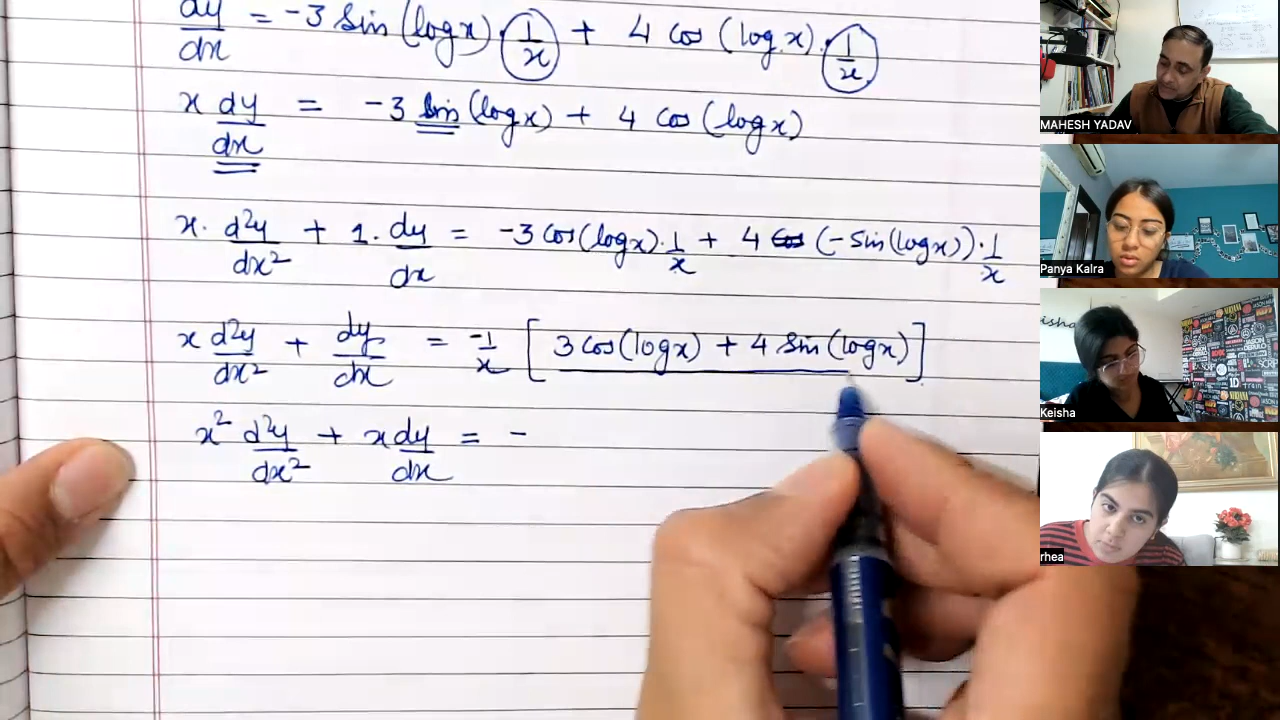 dy/dx = -3 sin (log x) · 1/x + 4 cos (log x) · 1/x
x dy/dx = -3 sin (log x) + 4 cos (log x)
x · d²y/dx² + 1 · dy/dx = -3 cos(log x) · 1/x + 4 cos (- sin(log x)) · 1/x
x d²y/dx² + dy/dx = -1/x [ 3 cos(log x) + 4 sin(log x) ]
x² d²y/dx² + x dy/dx = -
MAHESH YADAV
Panya Kalra
Keisha
rhea